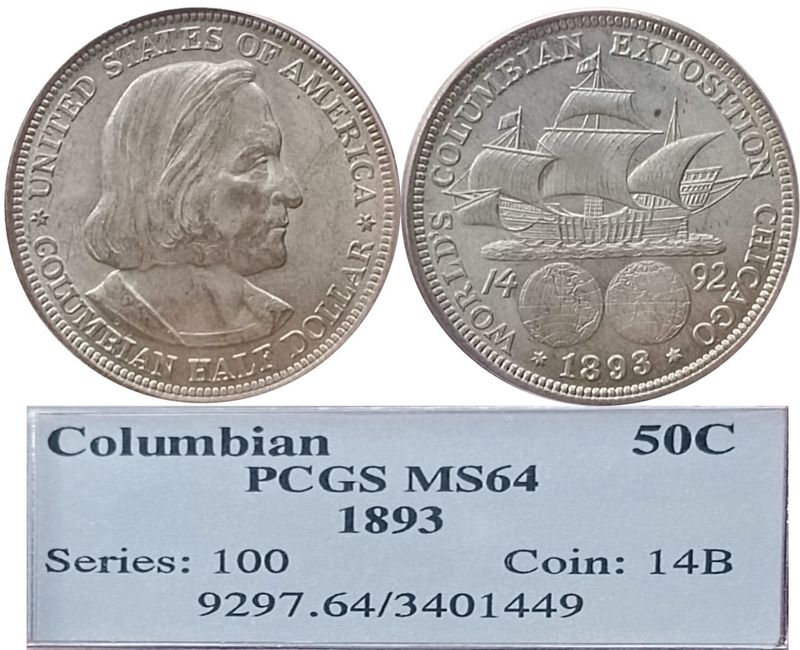 UNITED STATES OF AMERICA
COLUMBIAN HALF DOLLAR
WORLD'S COLUMBIAN EXPOSITION CHICAGO
14 92
1893
Columbian 50C
PCGS MS64
1893
Series: 100 Coin: 14B
9297.64/3401449